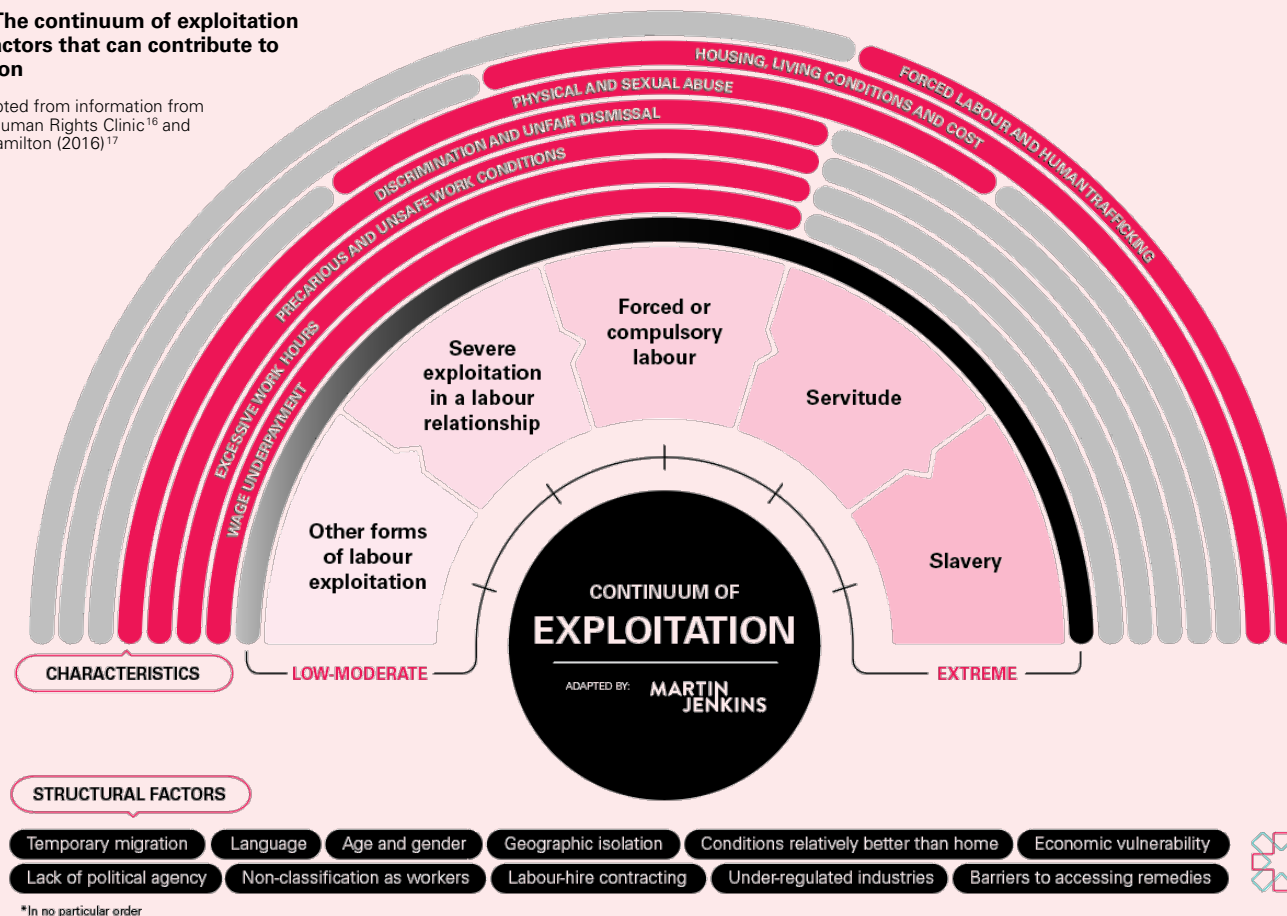 The continuum of exploitation
actors that can contribute to
on
pted from information from
uman Rights Clinic16 and
amilton (2016)17
FORCED LABOUR AND HUMAN TRAFFICKING
HOUSING, LIVING CONDITIONS AND COST
PHYSICAL AND SEXUAL ABUSE
DISCRIMINATION AND UNFAIR DISMISSAL
PRECARIOUS AND UNSAFE WORK CONDITIONS
EXCESSIVE WORK HOURS
WAGE UNDERPAYMENT
Other forms
of labour
exploitation
Severe
exploitation
in a labour
relationship
Forced or
compulsory
labour
Servitude
Slavery
CONTINUUM OF
EXPLOITATION
ADAPTED BY: MARTIN
JENKINS
CHARACTERISTICS
LOW-MODERATE
EXTREME
STRUCTURAL FACTORS
Temporary migration Language Age and gender Geographic isolation Conditions relatively better than home Economic vulnerability
Lack of political agency Non-classification as workers Labour-hire contracting Under-regulated industries Barriers to accessing remedies
*In no particular order